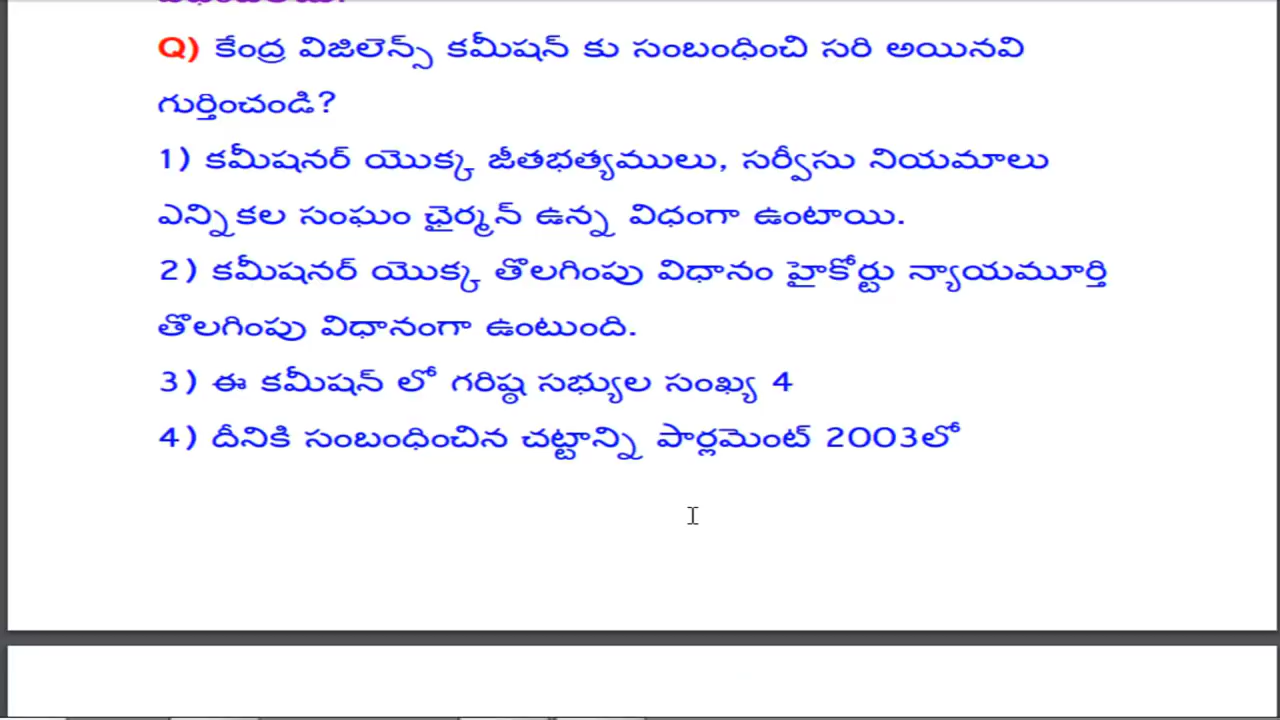 Q) కేంద్ర విజిలెన్స్ కమీషన్ కు సంబంధించి సరి అయినవి
గుర్తించండి?
1) కమీషనర్ యొక్క జీతభత్యములు, సర్వీసు నియమాలు
ఎన్నికల సంఘం ఛైర్మన్ ఉన్న విధంగా ఉంటాయి.
2) కమీషనర్ యొక్క తొలగింపు విధానం హైకోర్టు న్యాయమూర్తి
తొలగింపు విధానంగా ఉంటుంది.
3) ఈ కమీషన్ లో గరిష్ఠ సభ్యుల సంఖ్య 4
4) దీనికి సంబంధించిన చట్టాన్ని పార్లమెంట్ 2003లో